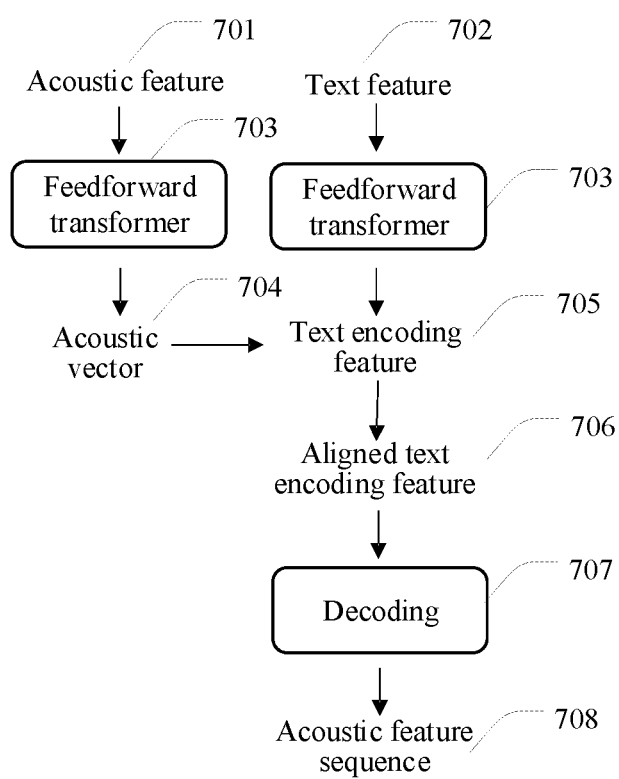 701
702
Acoustic feature
Text feature
703
703
Feedforward
transformer
Feedforward
transformer
704
705
Acoustic
vector
Text encoding
feature
706
Aligned text
encoding feature
707
Decoding
708
Acoustic feature
sequence